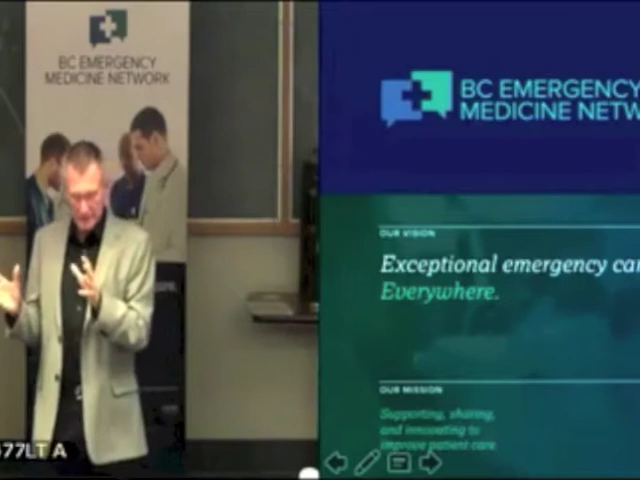 BC EMERGENCY
MEDICINE NETWORK
77LT A
BC EMERGENCY
MEDICINE NETW
OUR VISION
Exceptional emergency car
Everywhere.
OUR MISSION
Supporting, sharing,
and innovating to
improve patient care.